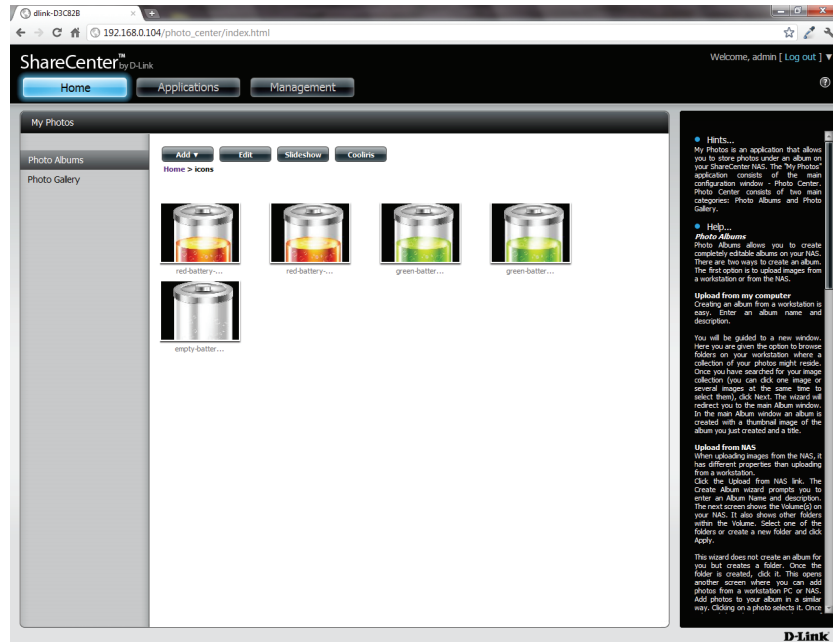 dlink-D3C82B
192.168.0.104/photo_center/index.html
ShareCenter™ by D-Link
Welcome, admin [ Log out ] ▼
Home Applications Management
My Photos
Photo Albums
Photo Gallery
Add ▼ Edit Slideshow Cooliris
Home > icons
red-battery-... red-battery-... green-batter... green-batter...
empty-batter...
Hints...
My Photos is an application that allows
you to store photos under an album on
your ShareCenter NAS. The "My Photos"
application consists of the main
configuration window - Photo Center.
Photo Center consists of two main
categories: Photo Albums and Photo
Gallery.
Help...
Photo Albums
Photo Albums allows you to create
completely editable albums on your NAS.
There are two ways to create an album.
The first option is to upload images from
a workstation or from the NAS.
Upload from my computer
Creating an album from a workstation is
easy. Enter an album name and
description.
You will be guided to a new window.
Here you are given the option to browse
folders on your workstation where a
collection of your photos might reside.
Once you have searched for your image
collection (you can click one image or
several images at the same time to
select them), click Next. The wizard will
redirect you to the main Album window.
In the main Album window an album is
created with a thumbnail image of the
album you just created and a title.
Upload from NAS
When uploading images from the NAS, it
has different properties than uploading
from a workstation.
Click the Upload from NAS link. The
Create Album wizard prompts you to
enter an Album Name and description.
The next screen shows the Volume(s) on
your NAS. It also shows other folders
within the Volume. Select one of the
folders or create a new folder and click
Apply.
This wizard does not create an album for
you but creates a folder. Once the
folder is created, click it. This opens
another screen where you can add
photos from a workstation PC or NAS.
Add photos to your album in a similar
way. Clicking on a photo selects it. Once
D-Link